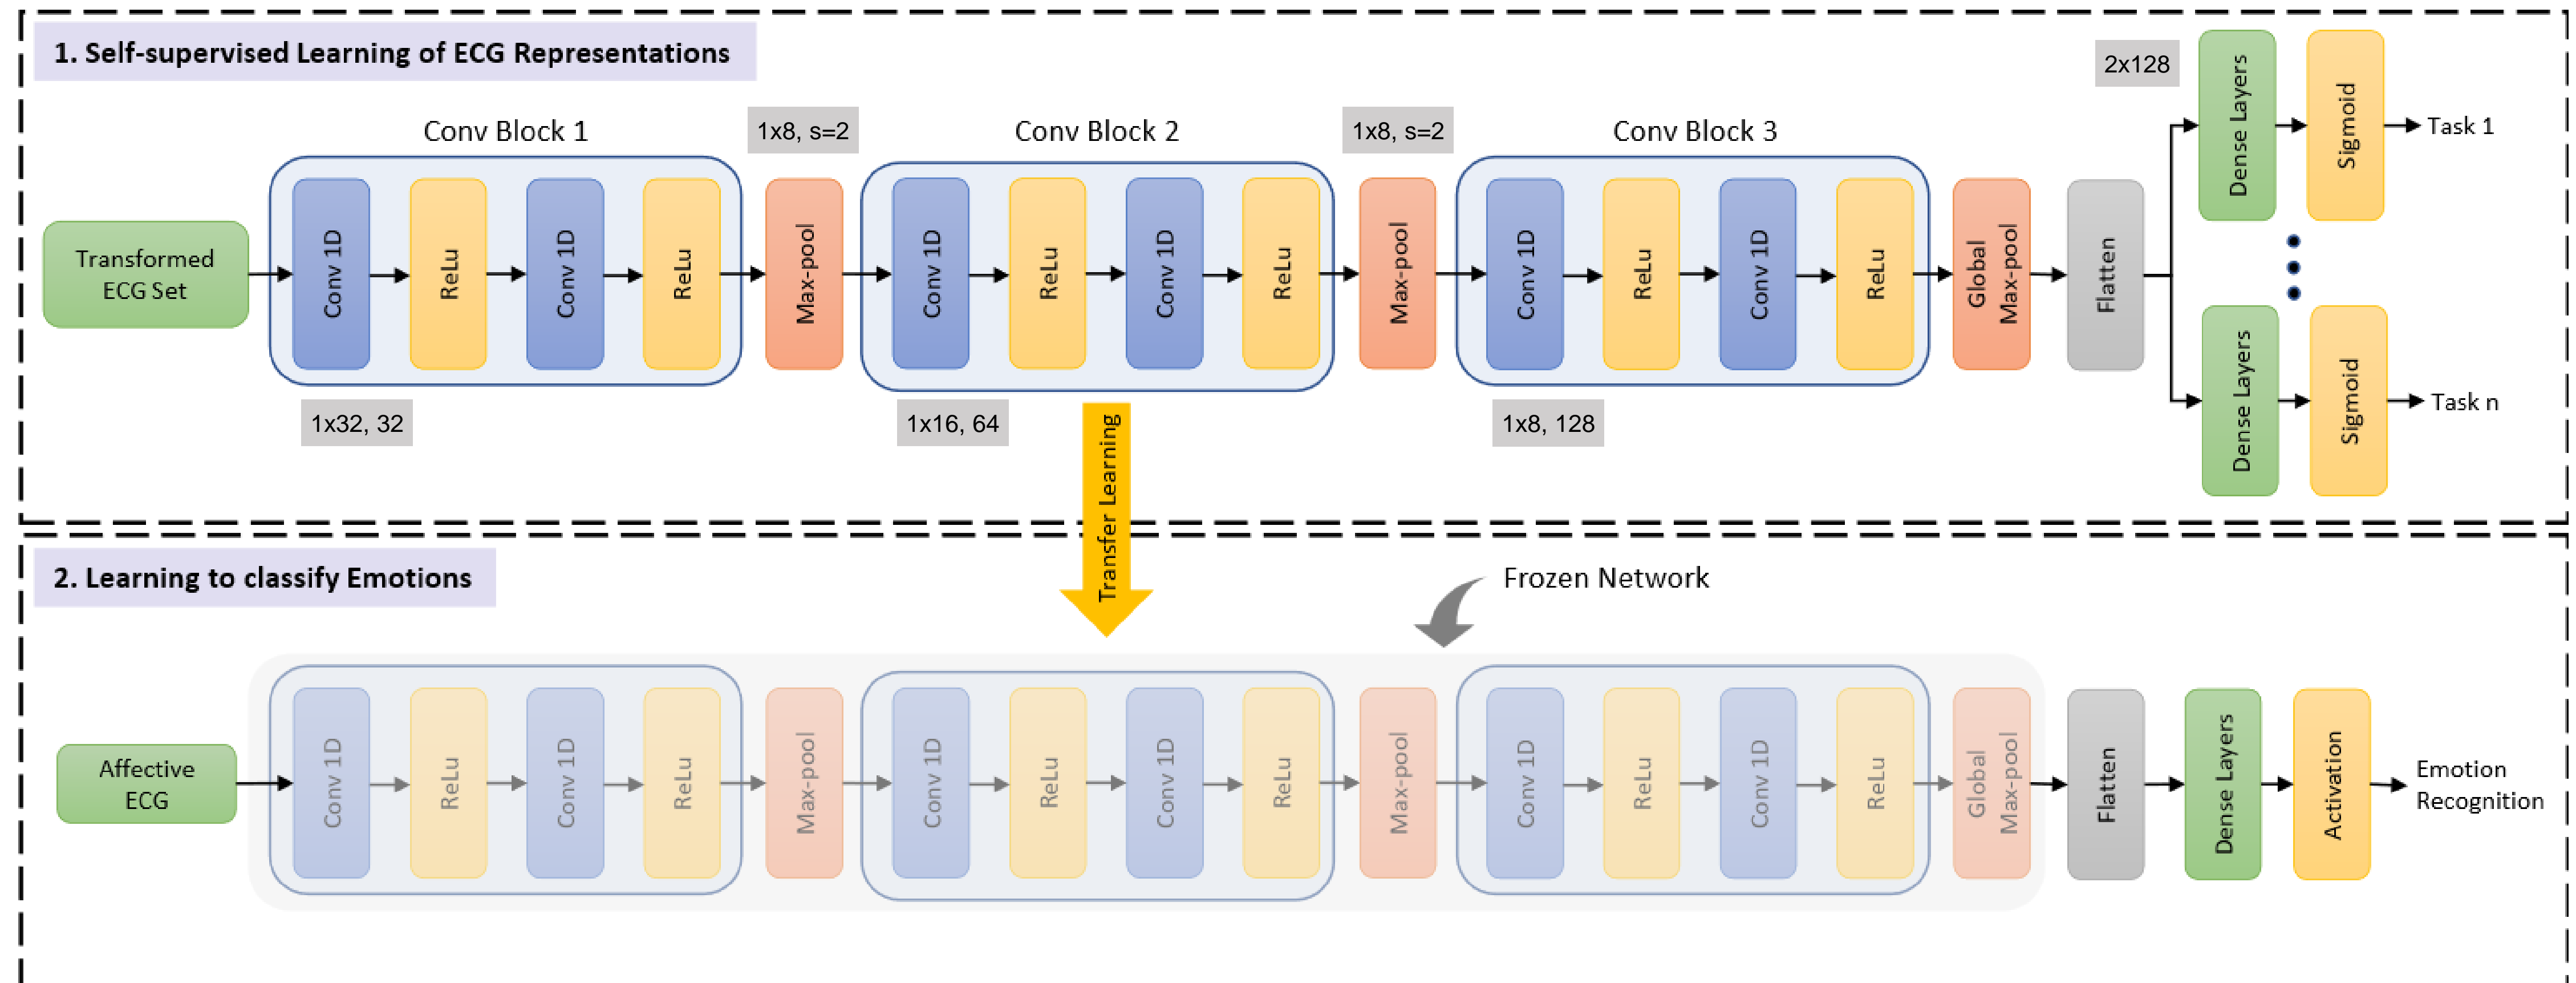 1. Self-supervised Learning of ECG Representations
2x128
Conv Block 1
1x8, s=2
Conv Block 2
1x8, s=2
Conv Block 3
Transformed
ECG Set
Conv 1D
ReLu
Conv 1D
ReLu
Max-pool
Conv 1D
ReLu
Conv 1D
ReLu
Max-pool
Conv 1D
ReLu
Conv 1D
ReLu
Global
Max-pool
Flatten
Dense Layers
Sigmoid
Task 1
Dense Layers
Sigmoid
Task n
1x32, 32
1x16, 64
1x8, 128
Transfer Learning
2. Learning to classify Emotions
Frozen Network
Affective
ECG
Conv 1D
ReLu
Conv 1D
ReLu
Max-pool
Conv 1D
ReLu
Conv 1D
ReLu
Max-pool
Conv 1D
ReLu
Conv 1D
ReLu
Global
Max-pool
Flatten
Dense Layers
Activation
Emotion
Recognition